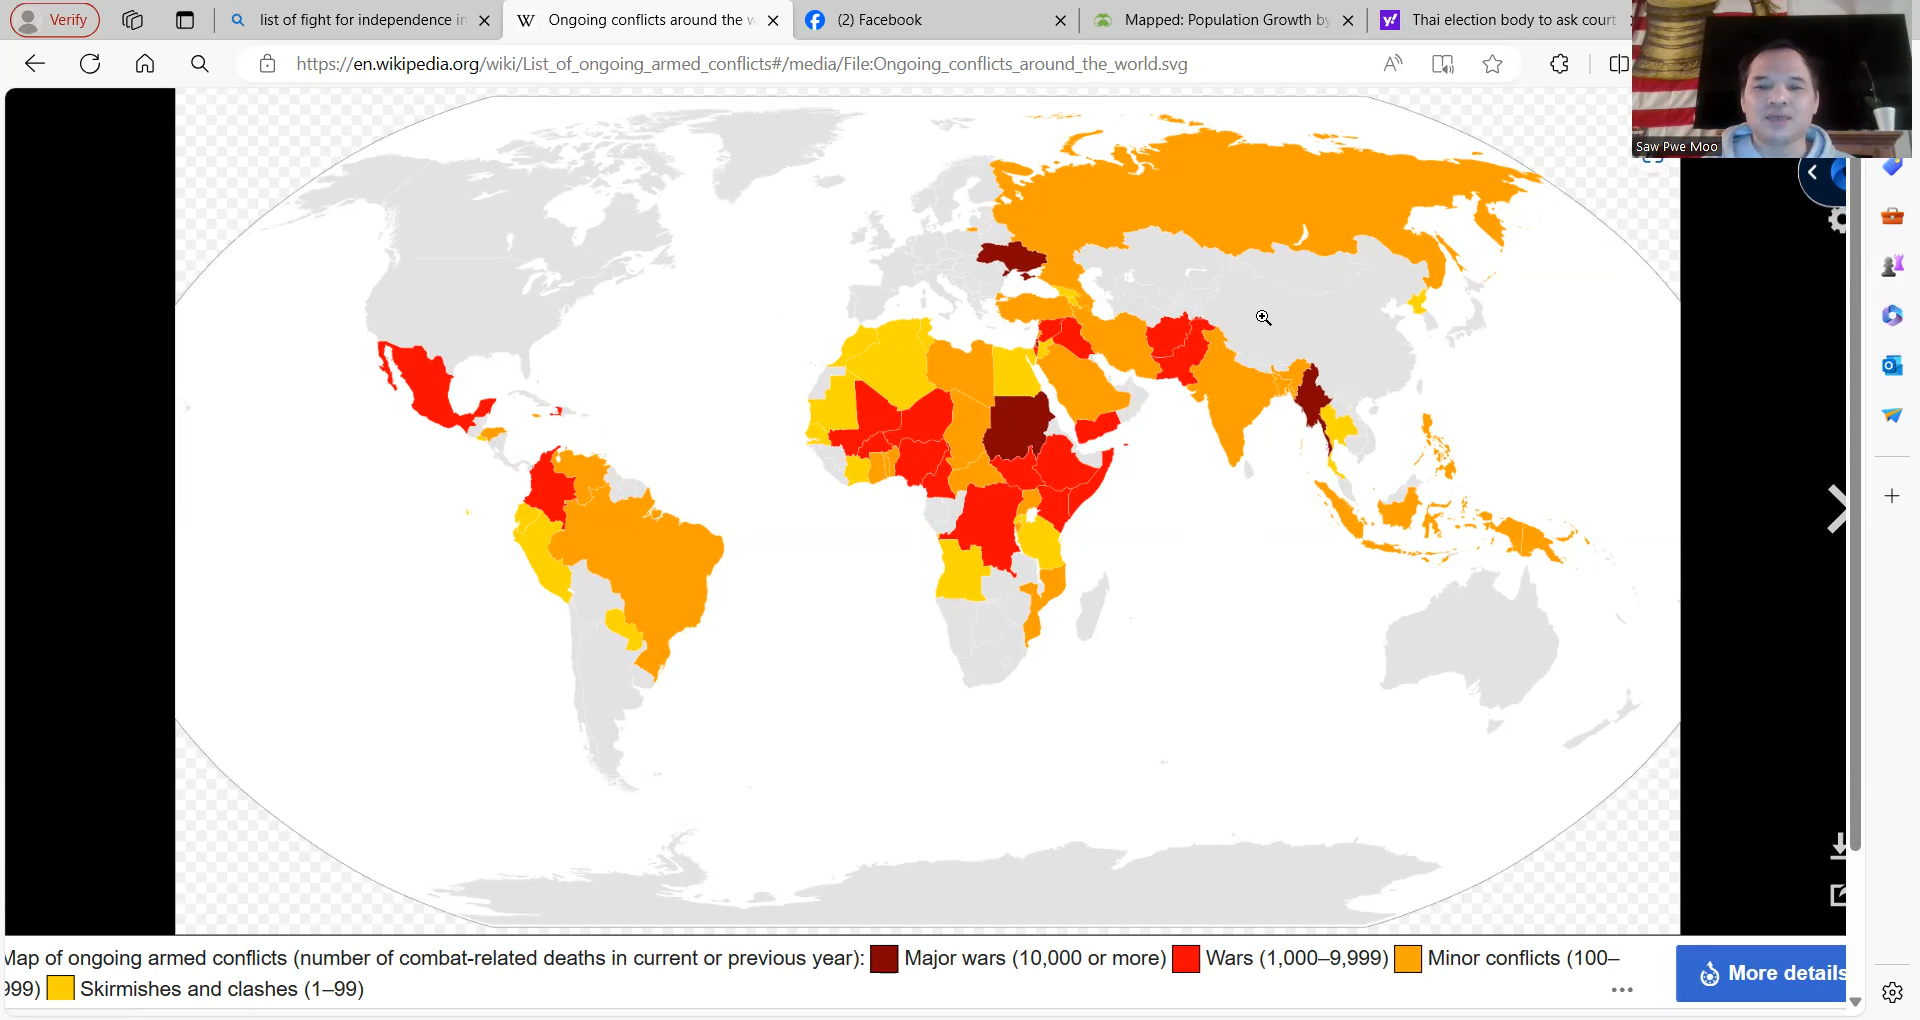 Verify
list of fight for independence in
Ongoing conflicts around the w
(2) Facebook
Mapped: Population Growth by
Thai election body to ask court
https://en.wikipedia.org/wiki/List_of_ongoing_armed_conflicts#/media/File:Ongoing_conflicts_around_the_world.svg
Saw Pwe Moo
Map of ongoing armed conflicts (number of combat-related deaths in current or previous year): Major wars (10,000 or more) Wars (1,000–9,999) Minor conflicts (100–
999) Skirmishes and clashes (1–99)
More details